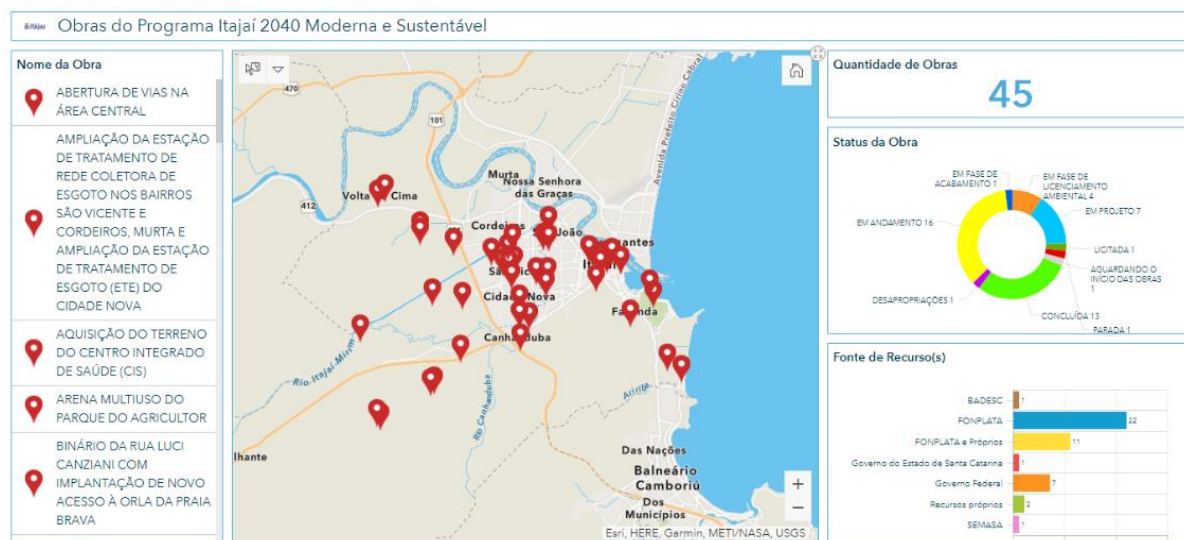 ITAJAÍ
Obras do Programa Itajaí 2040 Moderna e Sustentável
Nome da Obra
ABERTURA DE VIAS NA
ÁREA CENTRAL
AMPLIAÇÃO DA ESTAÇÃO
DE TRATAMENTO DE
REDE COLETORA DE
ESGOTO NOS BAIRROS
SÃO VICENTE E
CORDEIROS, MURTA E
AMPLIAÇÃO DA ESTAÇÃO
DE TRATAMENTO DE
ESGOTO (ETE) DO
CIDADE NOVA
AQUISIÇÃO DO TERRENO
DO CENTRO INTEGRADO
DE SAÚDE (CIS)
ARENA MULTIUSO DO
PARQUE DO AGRICULTOR
BINÁRIO DA RUA LUCI
CANZIANI COM
IMPLANTAÇÃO DE NOVO
ACESSO À ORLA DA PRAIA
BRAVA
470
101
Avenida Prefeito Cirino Cabral
Murta
Nossa Senhora
das Graças
Volta Cima
412
Cordeiros
João
Cidade Nova
Canhanduba
Rio Itajaí-Mirim
Rio Canhanduba
lhante
Das Nações
Balneário
Camboriú
Dos
Municípios
+
−
Esri, HERE, Garmin, METI/NASA, USGS
Quantidade de Obras
45
Status da Obra
EM FASE DE
ACABAMENTO 1
EM FASE DE
LICENCIAMENTO
AMBIENTAL 4
EM PROJETO 7
EM ANDAMENTO 16
LICITADA 1
AGUARDANDO O
INÍCIO DAS OBRAS
1
DESAPROPRIAÇÕES 1
CONCLUÍDA 13
PARADA 1
Fonte de Recurso(s)
BADESC 1
FONPLATA 22
FONPLATA e Próprios 11
Governo do Estado de Santa Catarina 1
Governo Federal 7
Recursos próprios 2
SEMASA 1